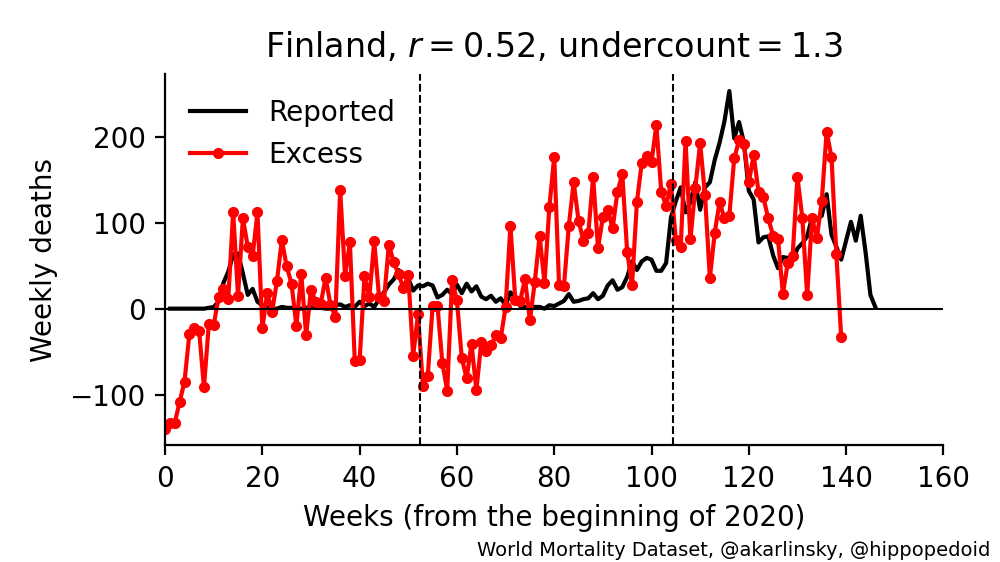 Finland, r = 0.52, undercount = 1.3
Reported
Excess
Weekly deaths
200
100
0
−100
0 20 40 60 80 100 120 140 160
Weeks (from the beginning of 2020)
World Mortality Dataset, @akarlinsky, @hippopedoid